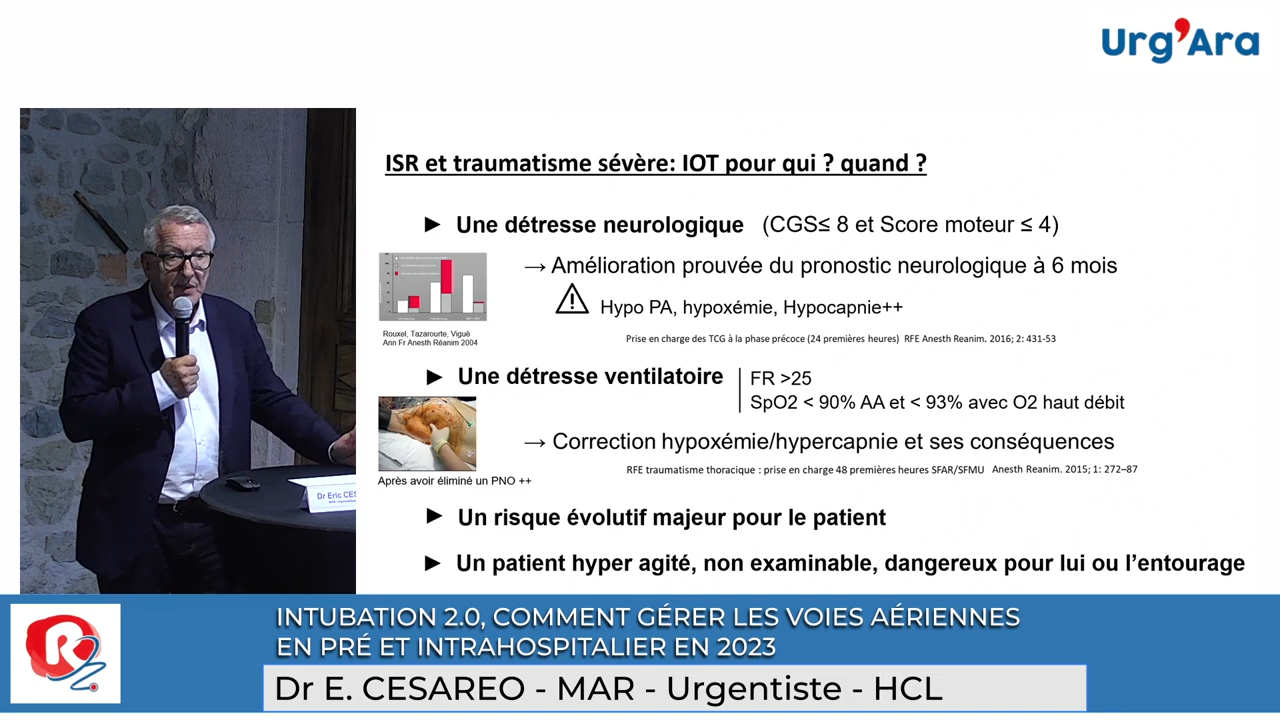 Urg'Ara
ISR et traumatisme sévère: IOT pour qui ? quand ?
► Une détresse neurologique (CGS≤ 8 et Score moteur ≤ 4)
→ Amélioration prouvée du pronostic neurologique à 6 mois
Hypo PA, hypoxémie, Hypocapnie++
Rouxel, Tazarourte, Viguè
Ann Fr Anesth Réanim 2004
Prise en charge des TCG à la phase précoce (24 premières heures) RFE Anesth Reanim. 2016; 2: 431-53
► Une détresse ventilatoire
FR >25
SpO2 < 90% AA et < 93% avec O2 haut débit
→ Correction hypoxémie/hypercapnie et ses conséquences
RFE traumatisme thoracique : prise en charge 48 premières heures SFAR/SFMU Anesth Reanim. 2015; 1: 272–87
Après avoir éliminé un PNO ++
Dr Eric CES
► Un risque évolutif majeur pour le patient
► Un patient hyper agité, non examinable, dangereux pour lui ou l'entourage
R
INTUBATION 2.0, COMMENT GÉRER LES VOIES AÉRIENNES
EN PRÉ ET INTRAHOSPITALIER EN 2023
Dr E. CESAREO - MAR - Urgentiste - HCL